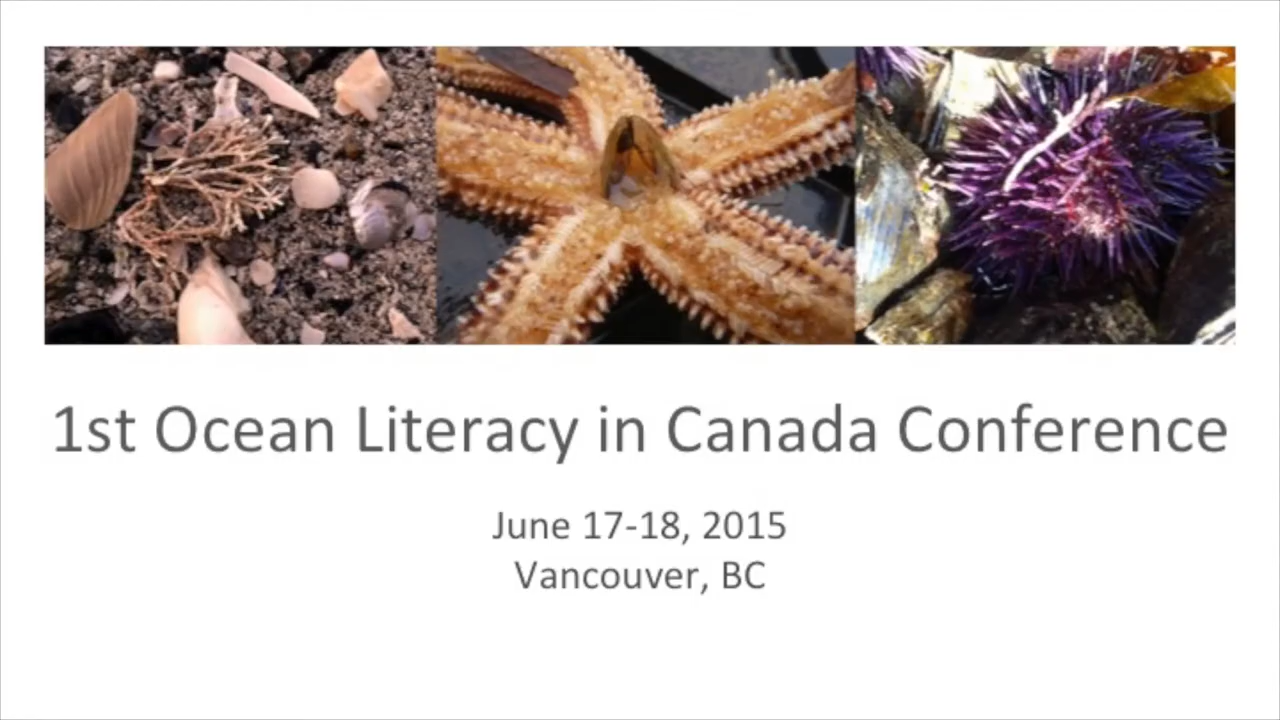 1st Ocean Literacy in Canada Conference
June 17-18, 2015
Vancouver, BC